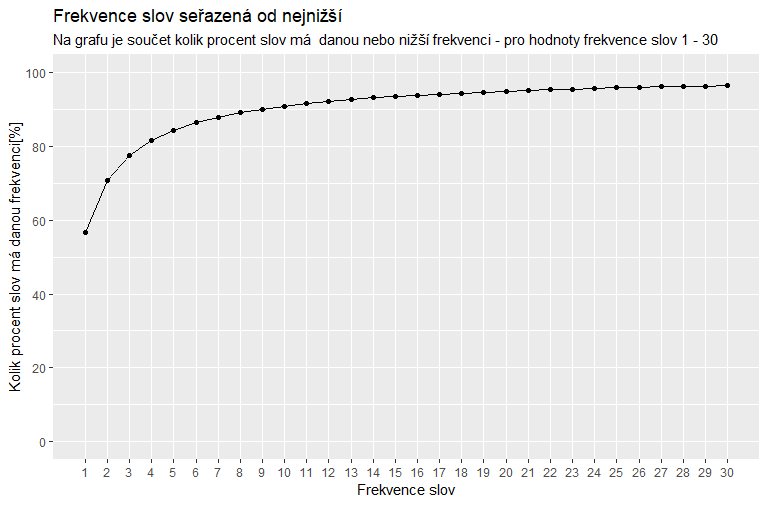 Frekvence slov seřazená od nejnižší
Na grafu je součet kolik procent slov má  danou nebo nižší frekvenci - pro hodnoty frekvence slov 1 - 30
Kolik procent slov má danou frekvenci[%]
100
80
60
40
20
0
1 2 3 4 5 6 7 8 9 10 11 12 13 14 15 16 17 18 19 20 21 22 23 24 25 26 27 28 29 30
Frekvence slov